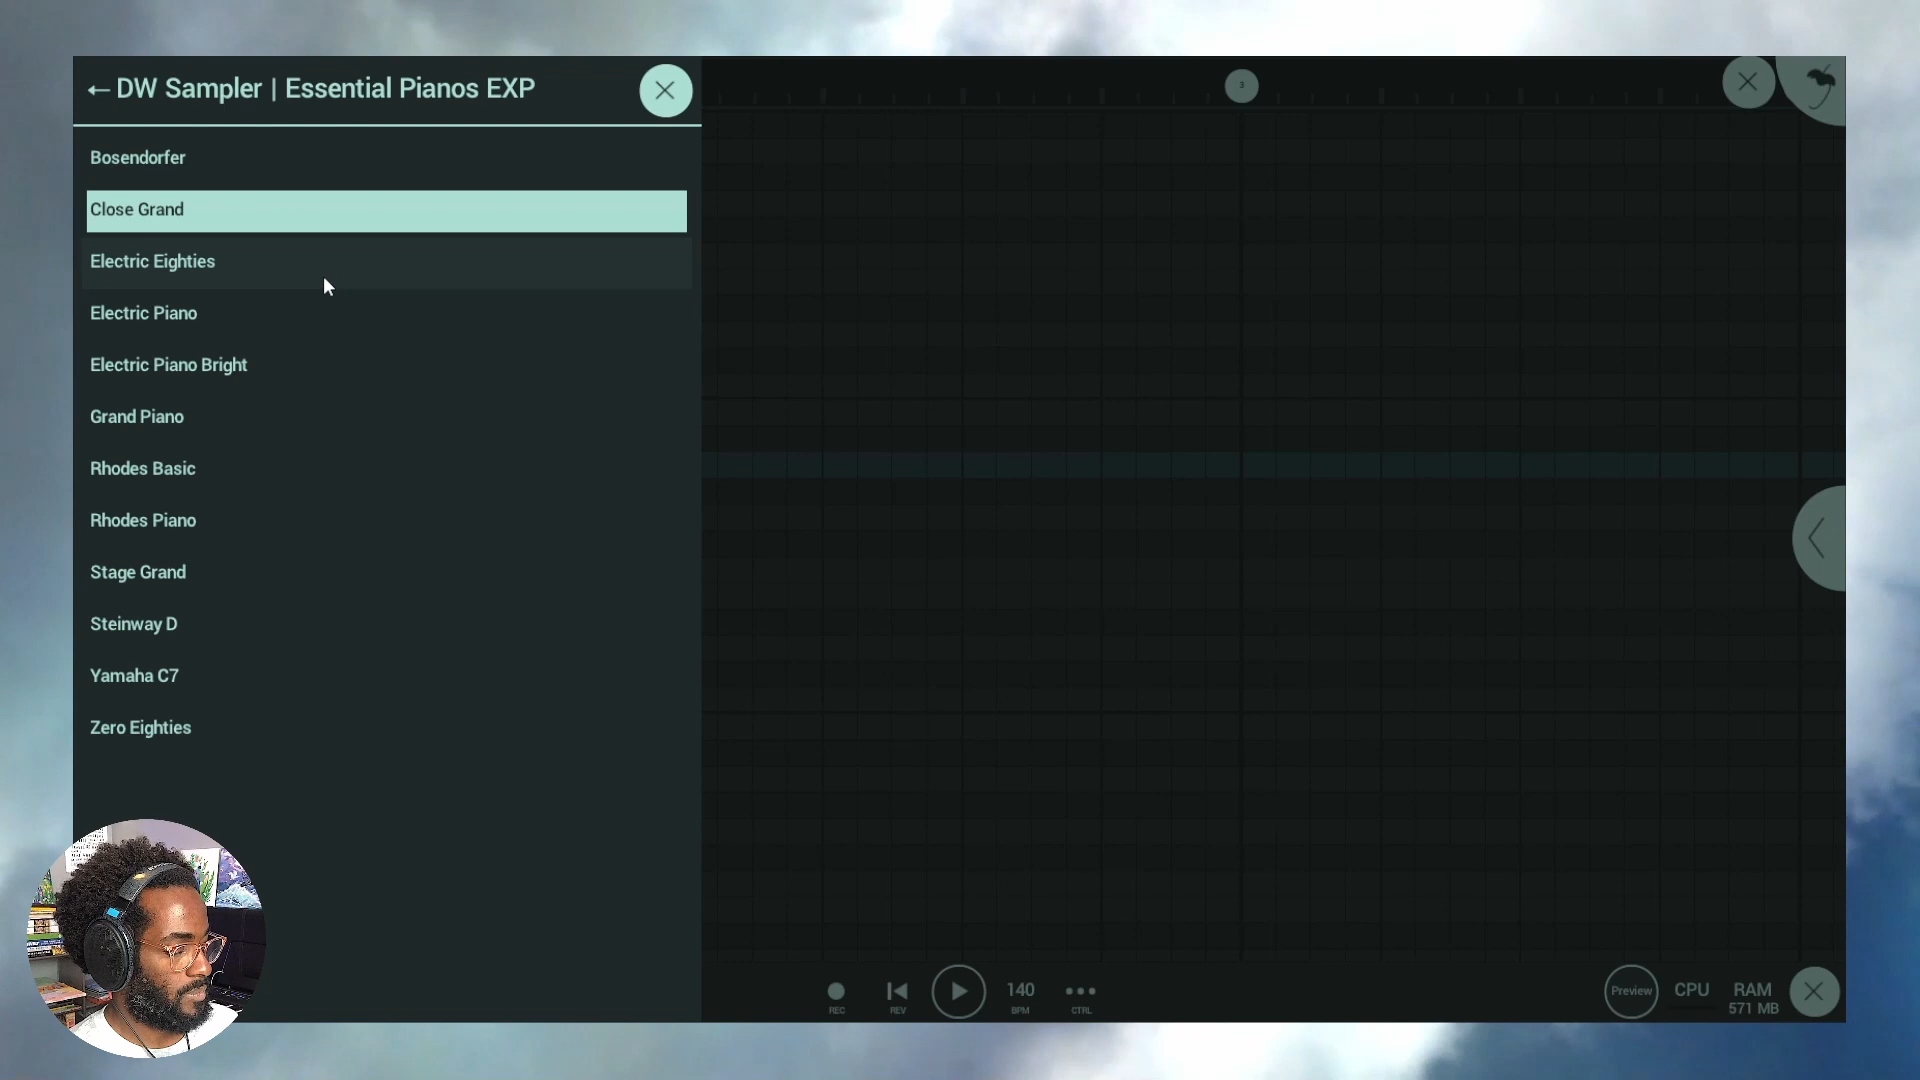 ← DW Sampler | Essential Pianos EXP
3
Bosendorfer
Close Grand
Electric Eighties
Electric Piano
Electric Piano Bright
Grand Piano
Rhodes Basic
Rhodes Piano
Stage Grand
Steinway D
Yamaha C7
Zero Eighties
REC
REV
140
BPM
CTRL
Preview
CPU
RAM
571 MB